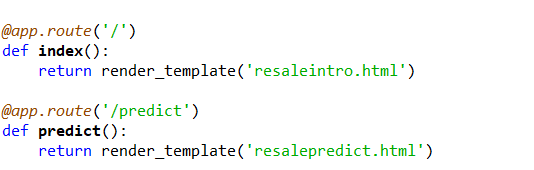 @app.route('/')
def index():
    return render_template('resaleintro.html')
@app.route('/predict')
def predict():
    return render_template('resalepredict.html')